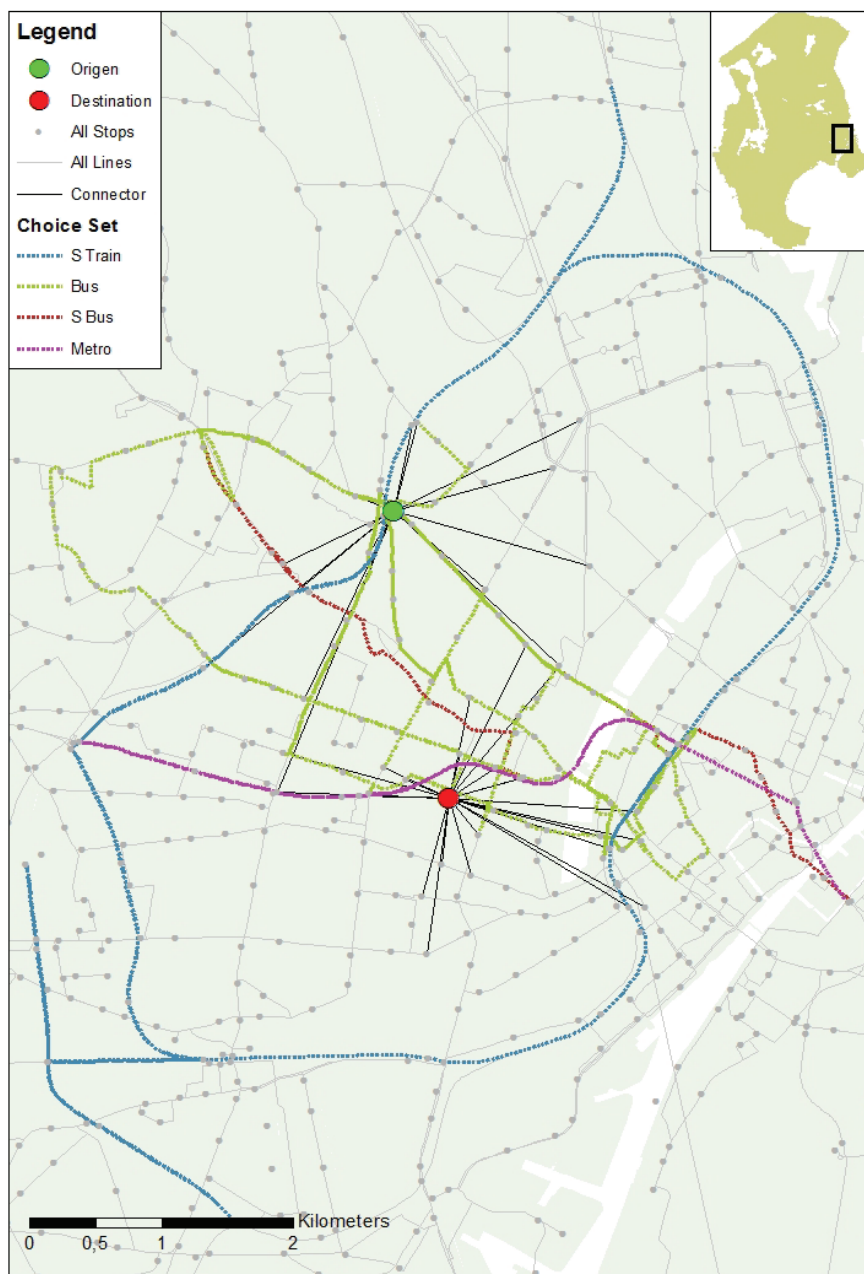 Legend
Origen
Destination
All Stops
All Lines
Connector
Choice Set
S Train
Bus
S Bus
Metro
Kilometers
0 0,5 1 2